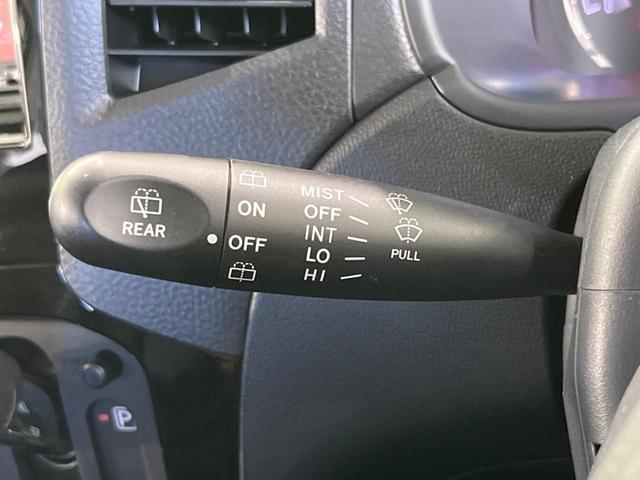 REAR
ON
OFF
MIST
OFF
INT
LO
HI
PULL
P